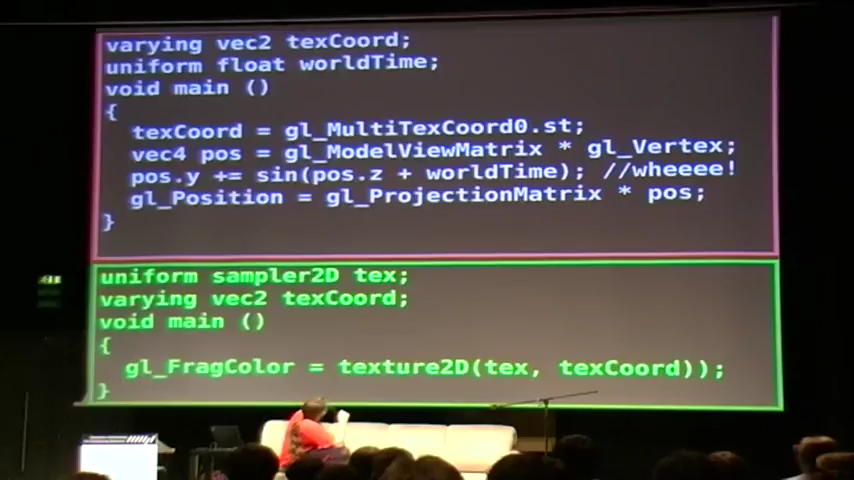 varying vec2 texCoord;
uniform float worldTime;
void main ()
{
texCoord = gl_MultiTexCoord0.st;
vec4 pos = gl_ModelViewMatrix * gl_Vertex;
pos.y += sin(pos.z + worldTime); //wheeee!
gl_Position = gl_ProjectionMatrix * pos;
}
uniform sampler2D tex;
varying vec2 texCoord;
void main ()
{
gl_FragColor = texture2D(tex, texCoord));
}